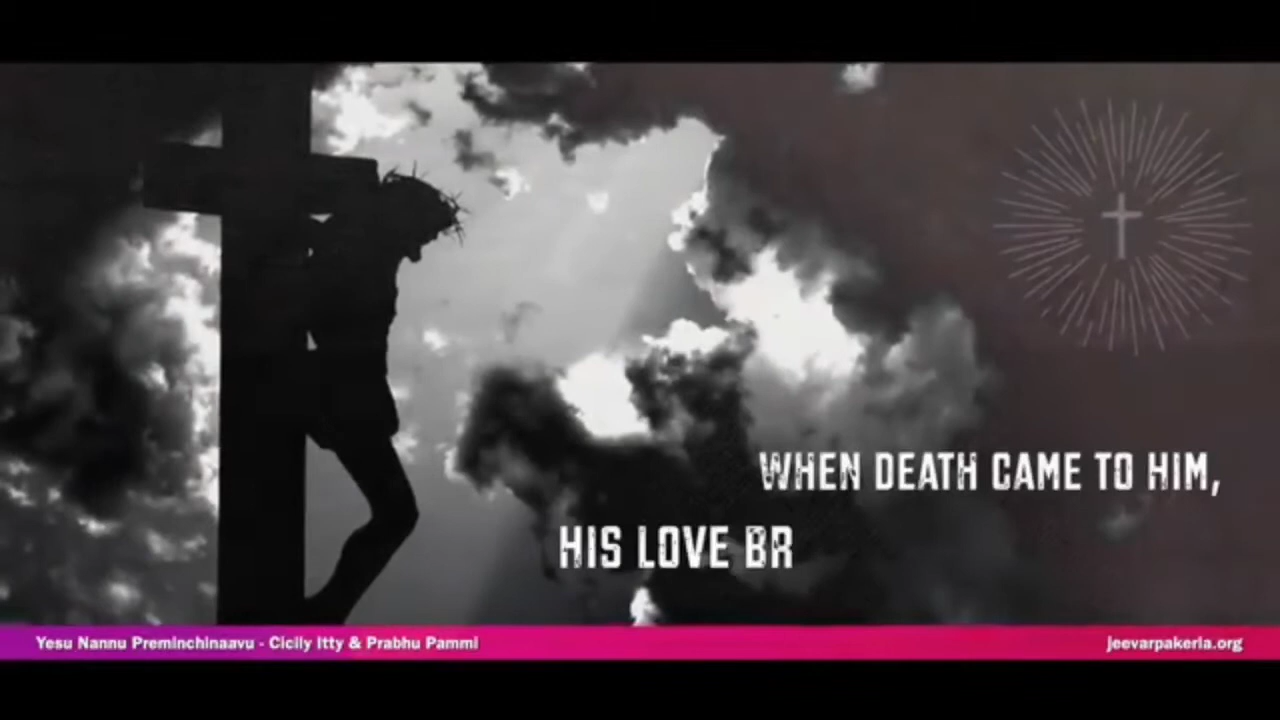 WHEN DEATH CAME TO HIM,
HIS LOVE BR
Yesu Nannu Preminchinaavu - Cicily Itty & Prabhu Pammi
jeevarpakeria.org